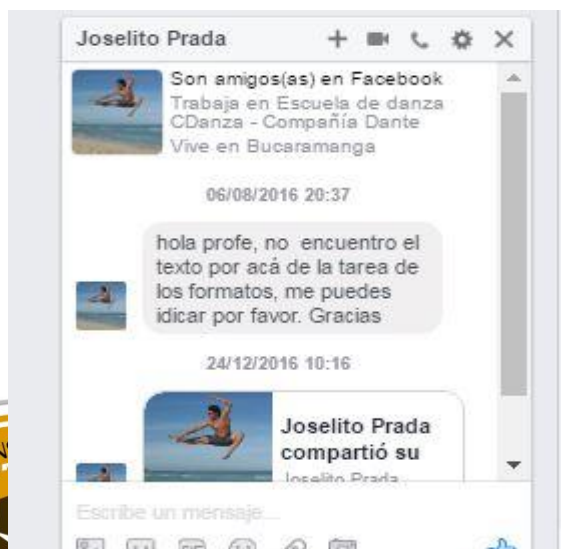 Joselito Prada
Son amigos(as) en Facebook
Trabaja en Escuela de danza
CDanza - Compañía Dante
Vive en Bucaramanga
06/08/2016 20:37
hola profe, no encuentro el
texto por acá de la tarea de
los formatos, me puedes
idicar por favor. Gracias
24/12/2016 10:16
Joselito Prada
compartió su
Joselito Prada
Escribe un mensaje...